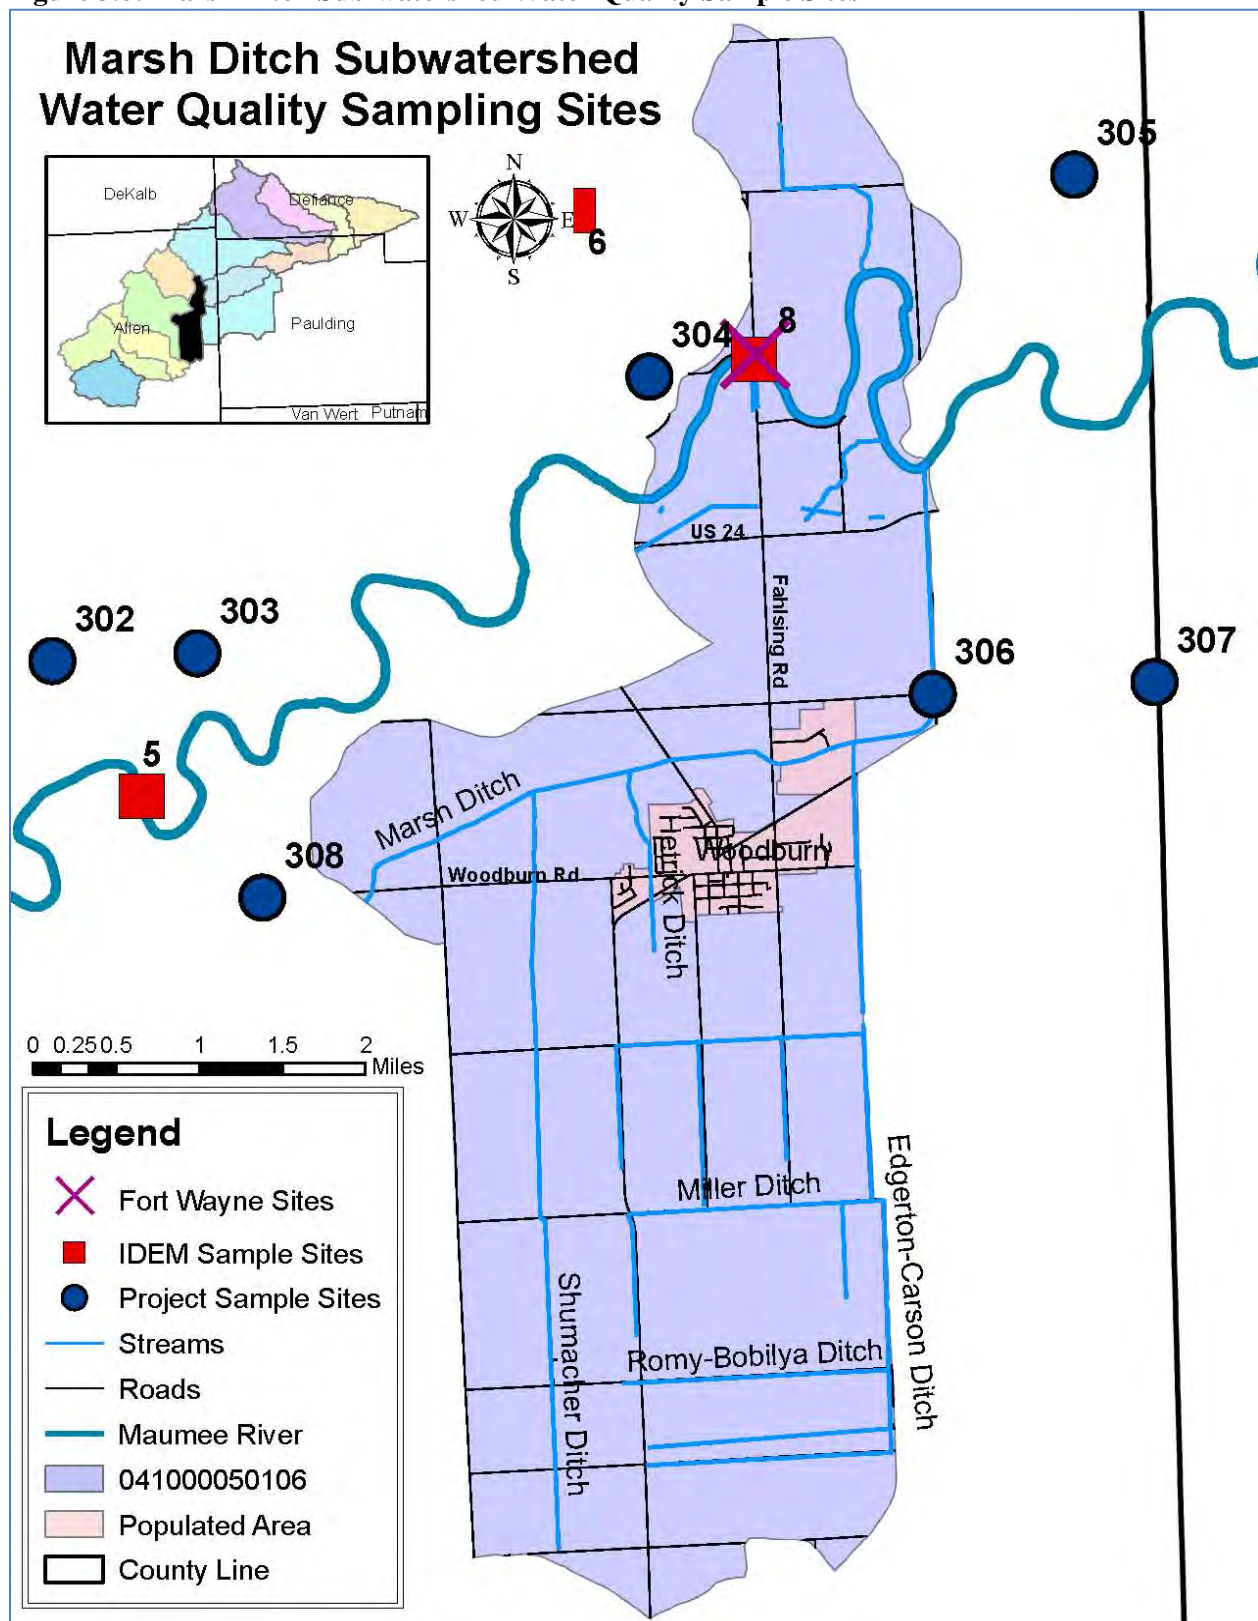 Marsh Ditch Subwatershed
Water Quality Sampling Sites
DeKalb
Defiance
Allen
Paulding
Van Wert
Putnam
N
W
E
S
6
305
304
8
US 24
Fahlsing Rd
302
303
306
307
5
308
Marsh Ditch
Woodburn Rd
Woodburn
Hetrick Ditch
0 0.25 0.5 1 1.5 2
Miles
Miller Ditch
Edgerton-Carson Ditch
Shumacher Ditch
Romy-Bobilya Ditch
Legend
Fort Wayne Sites
IDEM Sample Sites
Project Sample Sites
Streams
Roads
Maumee River
041000050106
Populated Area
County Line